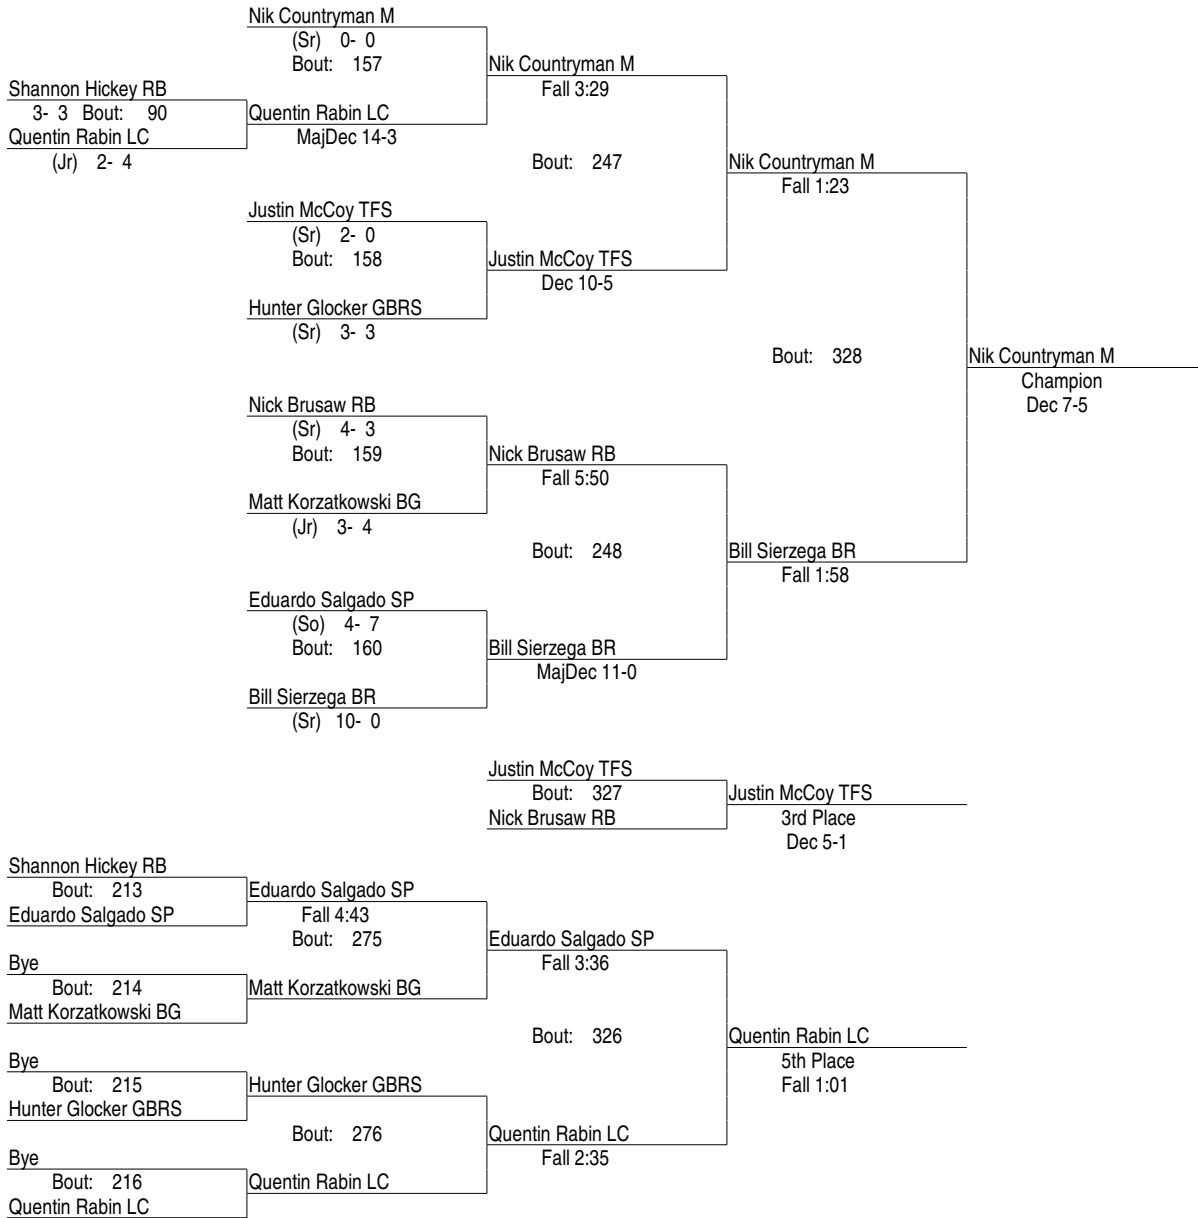 Nik Countryman M
(Sr) 0- 0
Bout: 157
Nik Countryman M
Fall 3:29
Shannon Hickey RB
3- 3 Bout: 90
Quentin Rabin LC
Quentin Rabin LC
MajDec 14-3
(Jr) 2- 4
Bout: 247
Nik Countryman M
Fall 1:23
Justin McCoy TFS
(Sr) 2- 0
Bout: 158
Justin McCoy TFS
Dec 10-5
Hunter Glocker GBRS
(Sr) 3- 3
Bout: 328
Nik Countryman M
Champion
Dec 7-5
Nick Brusaw RB
(Sr) 4- 3
Bout: 159
Nick Brusaw RB
Fall 5:50
Matt Korzatkowski BG
(Jr) 3- 4
Bout: 248
Bill Sierzega BR
Fall 1:58
Eduardo Salgado SP
(So) 4- 7
Bout: 160
Bill Sierzega BR
MajDec 11-0
Bill Sierzega BR
(Sr) 10- 0
Justin McCoy TFS
Bout: 327
Nick Brusaw RB
Justin McCoy TFS
3rd Place
Dec 5-1
Shannon Hickey RB
Bout: 213
Eduardo Salgado SP
Eduardo Salgado SP
Fall 4:43
Bout: 275
Eduardo Salgado SP
Fall 3:36
Bye
Bout: 214
Matt Korzatkowski BG
Matt Korzatkowski BG
Bout: 326
Quentin Rabin LC
5th Place
Fall 1:01
Bye
Bout: 215
Hunter Glocker GBRS
Hunter Glocker GBRS
Bout: 276
Quentin Rabin LC
Fall 2:35
Bye
Bout: 216
Quentin Rabin LC
Quentin Rabin LC